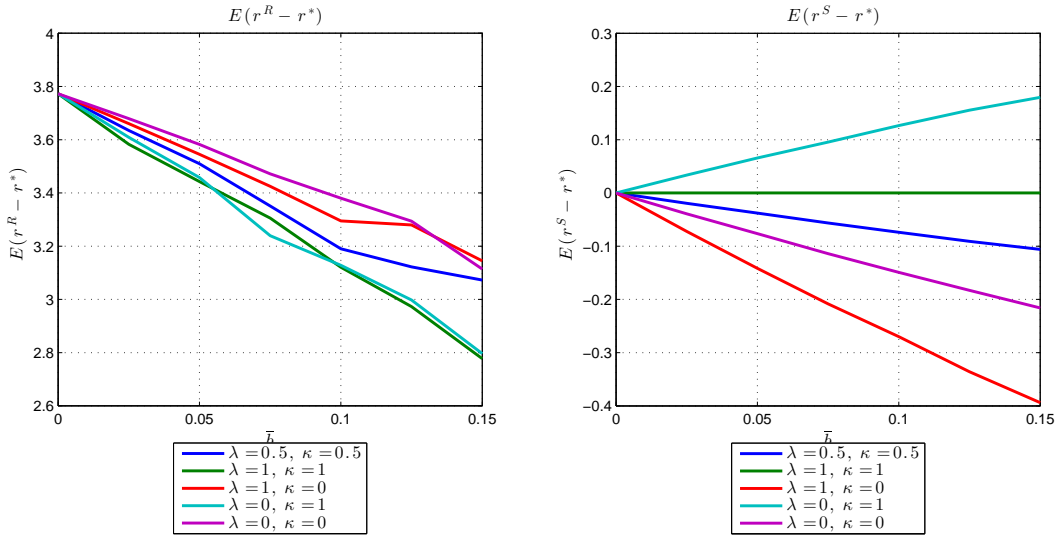 E(r^R − r^*)
E(r^R − r^*)
4
3.8
3.6
3.4
3.2
3
2.8
2.6
0
0.05
0.1
0.15
λ = 0.5, κ = 0.5
λ = 1, κ = 1
λ = 1, κ = 0
λ = 0, κ = 1
λ = 0, κ = 0
E(r^S − r^*)
E(r^S − r^*)
0.3
0.2
0.1
0
−0.1
−0.2
−0.3
−0.4
0
0.05
0.1
0.15
λ = 0.5, κ = 0.5
λ = 1, κ = 1
λ = 1, κ = 0
λ = 0, κ = 1
λ = 0, κ = 0